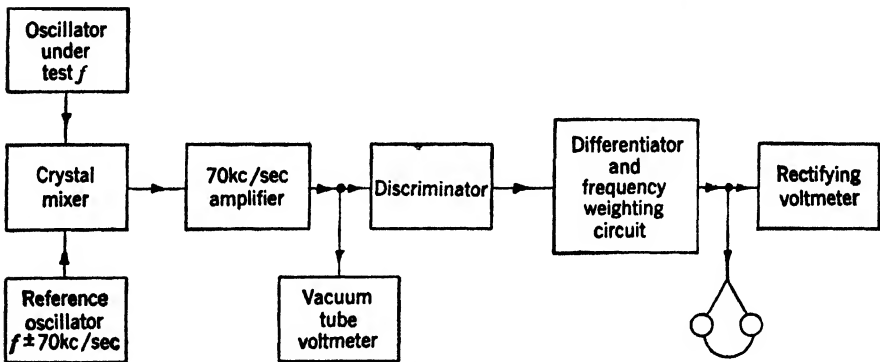 Oscillator
under
test f
Crystal
mixer
Reference
oscillator
f ± 70kc/sec
70kc/sec
amplifier
Vacuum
tube
voltmeter
Discriminator
Differentiator
and
frequency
weighting
circuit
Rectifying
voltmeter